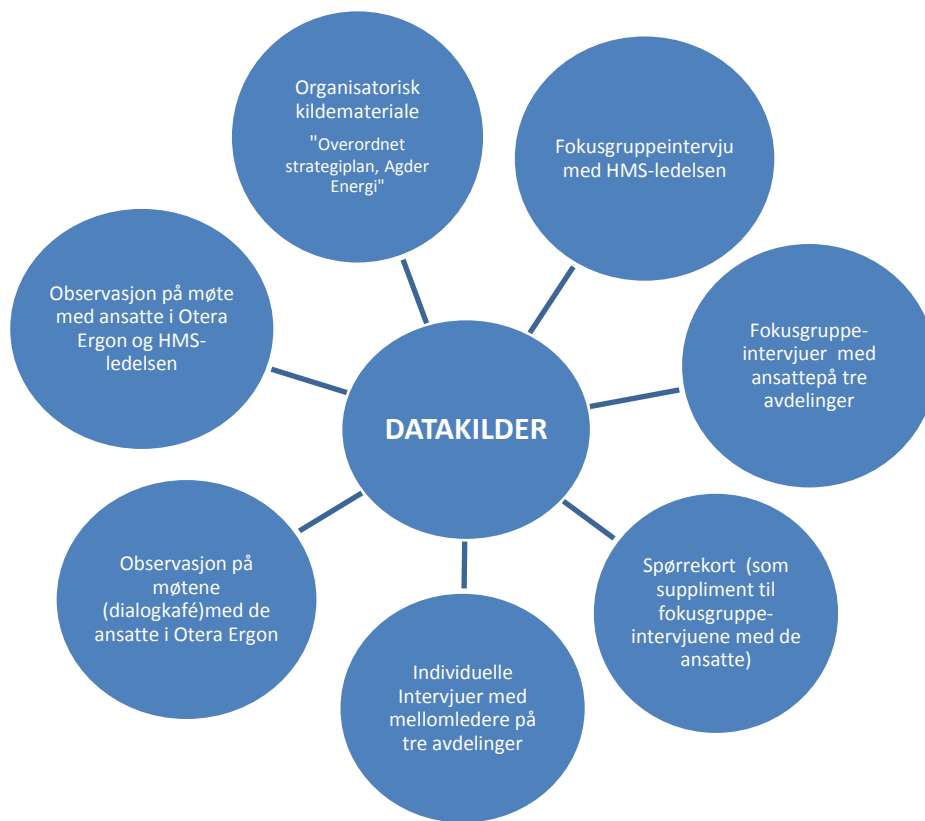 Organisatorisk
kildemateriale
"Overordnet
strategiplan, Agder
Energi"
Fokusgruppeintervju
med HMS-ledelsen
Observasjon på møte
med ansatte i Otera
Ergon og HMS-
ledelsen
Fokusgruppe-
intervjuer med
ansattepå tre
avdelinger
DATAKILDER
Observasjon på
møtene
(dialogkafé)med de
ansatte i Otera Ergon
Spørrekort (som
suppliment til
fokusgruppe-
intervjuene med de
ansatte)
Individuelle
Intervjuer med
mellomledere på
tre avdelinger